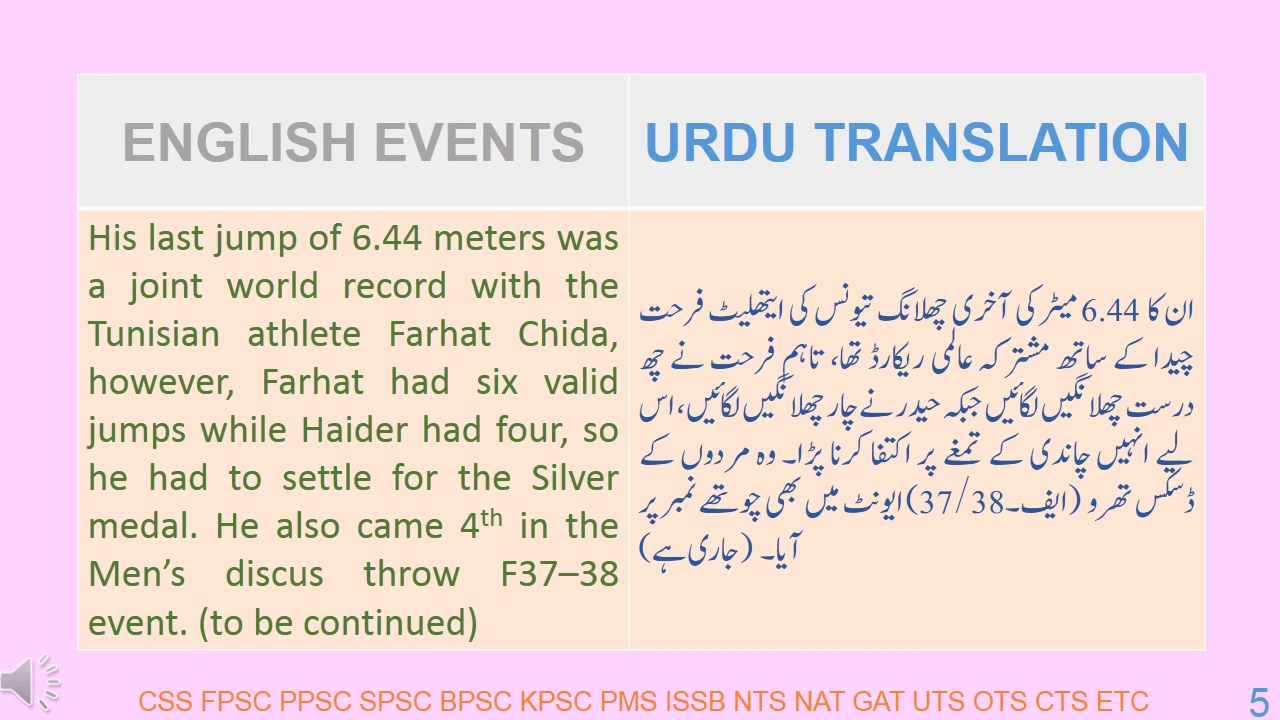 ENGLISH EVENTS
URDU TRANSLATION
His last jump of 6.44 meters was
a joint world record with the
Tunisian athlete Farhat Chida,
however, Farhat had six valid
jumps while Haider had four, so
he had to settle for the Silver
medal. He also came 4th in the
Men’s discus throw F37–38
event. (to be continued)
ان کا 6.44 میٹر کی آخری چھلانگ تیونس کی ایتھلیٹ فرحت
چیدا کے ساتھ مشترکہ عالمی ریکارڈ تھا، تاہم فرحت نے چھ
درست چھلانگیں لگائیں جبکہ حیدر نے چار چھلانگیں لگائیں، اس
لیے انہیں چاندی کے تمغے پر اکتفا کرنا پڑا۔ وہ مردوں کے
ڈسکس تھرو (ایف۔37/38) ایونٹ میں بھی چوتھے نمبر پر
آیا۔ (جاری ہے)
CSS FPSC PPSC SPSC BPSC KPSC PMS ISSB NTS NAT GAT UTS OTS CTS ETC
5